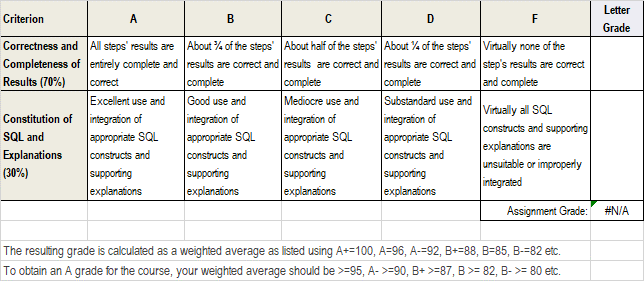 Criterion A B C D F Letter Grade
Correctness and Completeness of Results (70%)
All steps' results are entirely complete and correct
About ¾ of the steps' results are correct and complete
About half of the steps' results are correct and complete
About ¼ of the steps' results are correct and complete
Virtually none of the step's results are correct and complete
Constitution of SQL and Explanations (30%)
Excellent use and integration of appropriate SQL constructs and supporting explanations
Good use and integration of appropriate SQL constructs and supporting explanations
Mediocre use and integration of appropriate SQL constructs and supporting explanations
Substandard use and integration of appropriate SQL constructs and supporting explanations
Virtually all SQL constructs and supporting explanations are unsuitable or improperly integrated
Assignment Grade: #N/A
The resulting grade is calculated as a weighted average as listed using A+=100, A=96, A-=92, B+=88, B=85, B-=82 etc.
To obtain an A grade for the course, your weighted average should be >=95, A- >=90, B+ >=87, B >= 82, B- >= 80 etc.